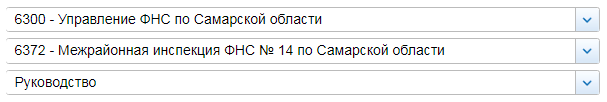 6300 - Управление ФНС по Самарской области
6372 - Межрайонная инспекция ФНС № 14 по Самарской области
Руководство